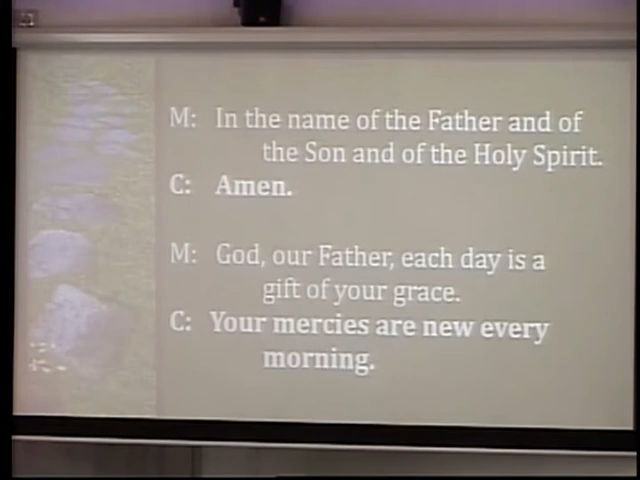 M: In the name of the Father and of
the Son and of the Holy Spirit.
C: Amen.
M: God, our Father, each day is a
gift of your grace.
C: Your mercies are new every
morning.